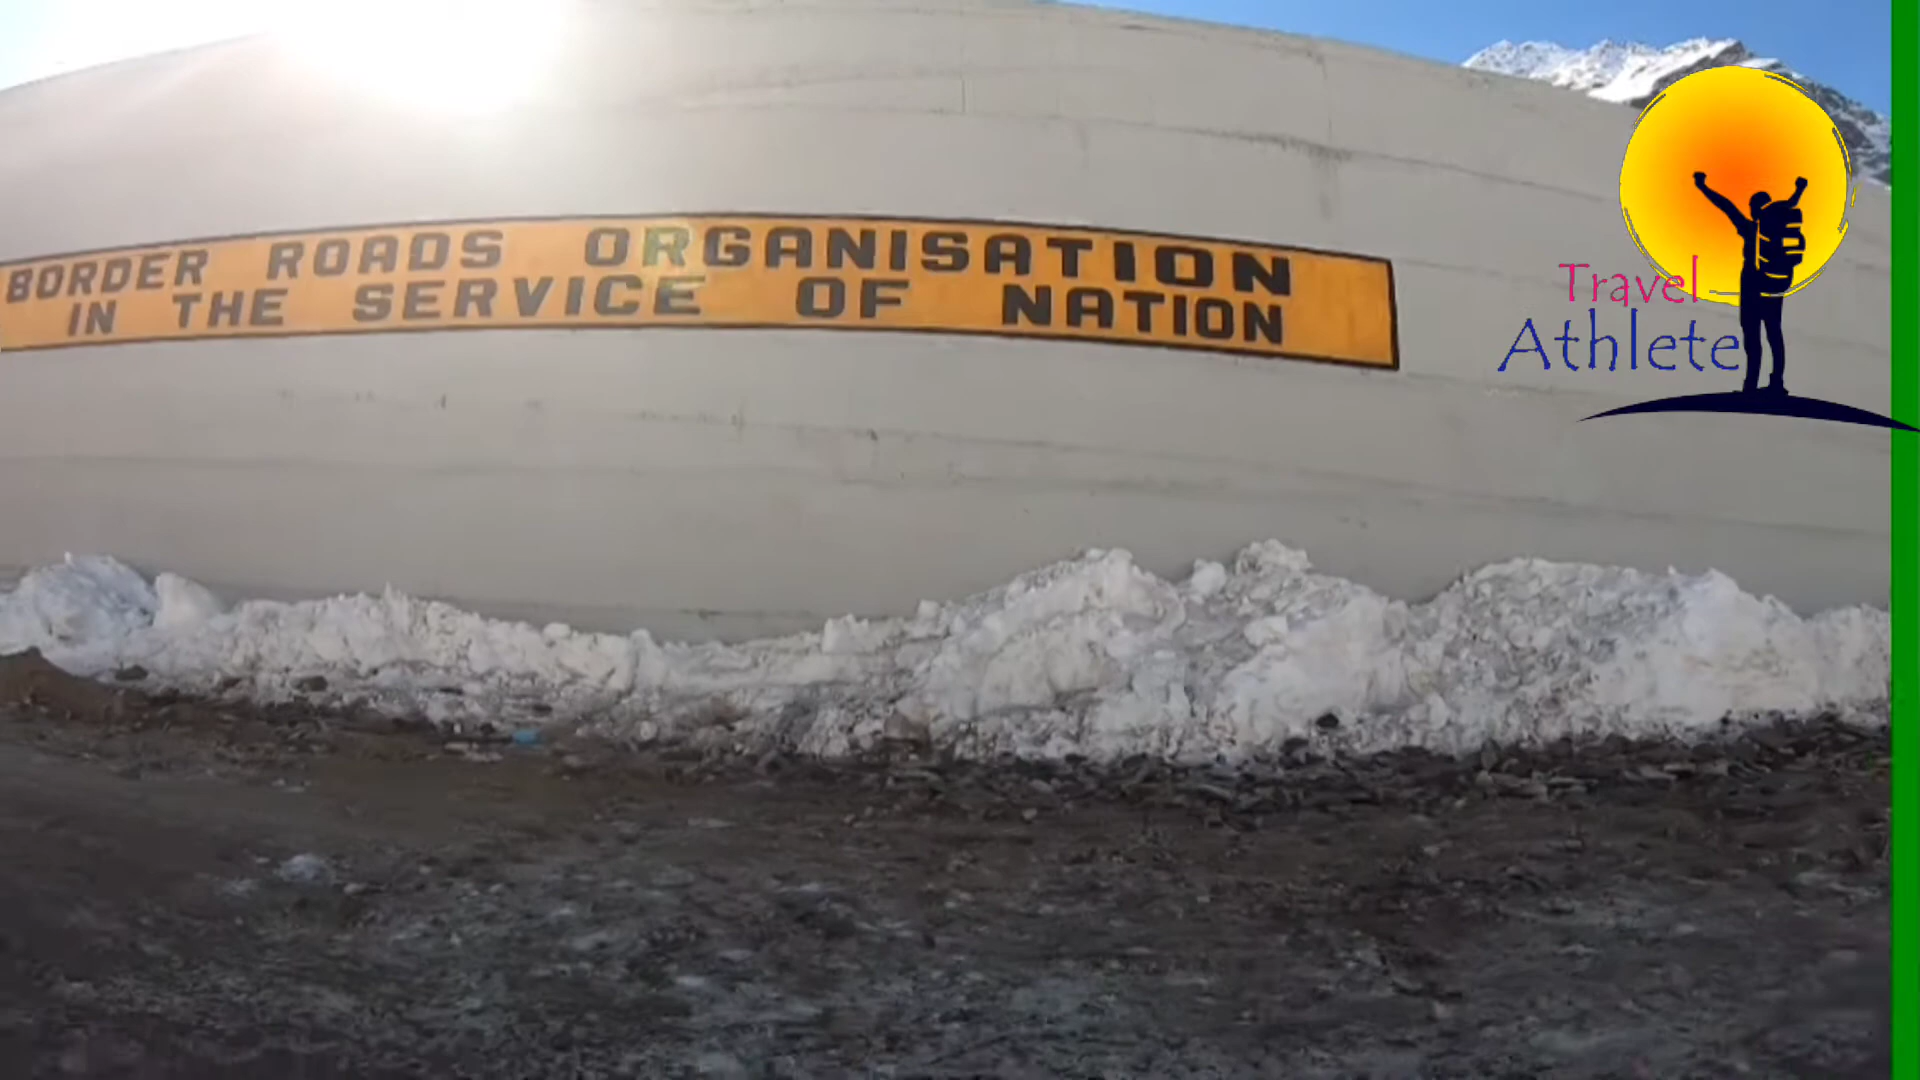 BORDER ROADS ORGANISATION
IN THE SERVICE OF NATION
Travel
Athlete